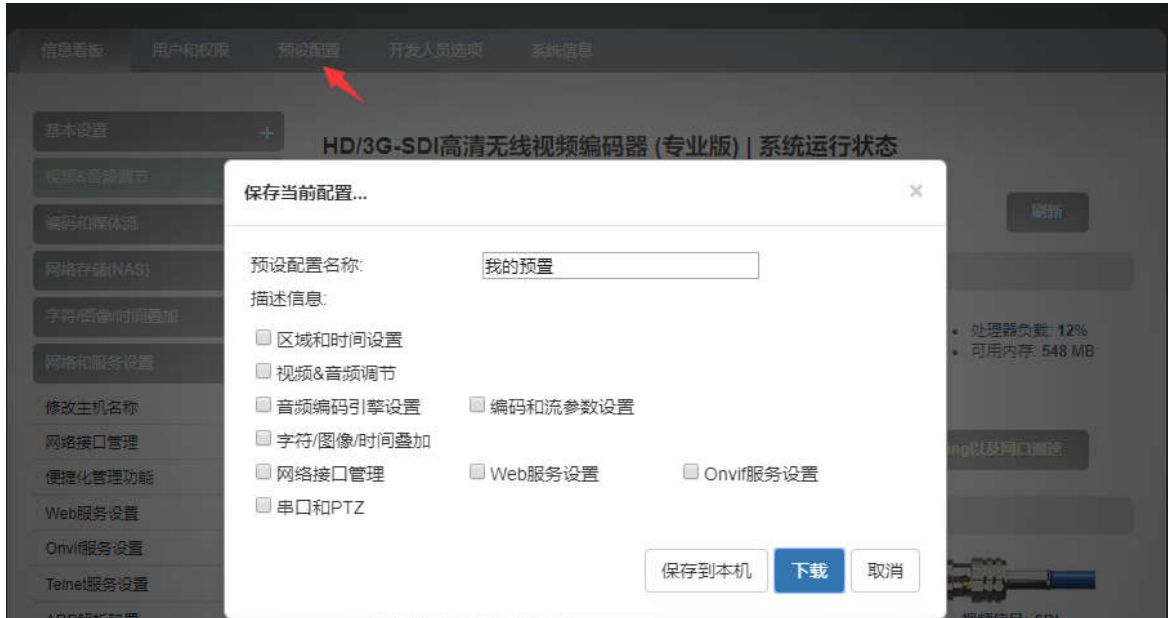 信息看板 用户和权限 预设配置 开发人员选项 系统信息
基本设置 +
HD/3G-SDI高清无线视频编码器 (专业版) | 系统运行状态
视频&音频调节
保存当前配置... ×
编码和媒体流
刷新
网络存储(NAS)
预设配置名称: 我的预置
描述信息:
字符/图像/时间叠加
区域和时间设置
处理器负载: 12%
可用内存: 548 MB
网络和服务设置
视频&音频调节
修改主机名称
音频编码引擎设置 编码和流参数设置
网络接口管理
字符/图像/时间叠加
ng以及网口测速
便捷化管理功能
网络接口管理 Web服务设置 Onvif服务设置
Web服务设置
串口和PTZ
Onvif服务设置
保存到本机 下载 取消
Telnet服务设置